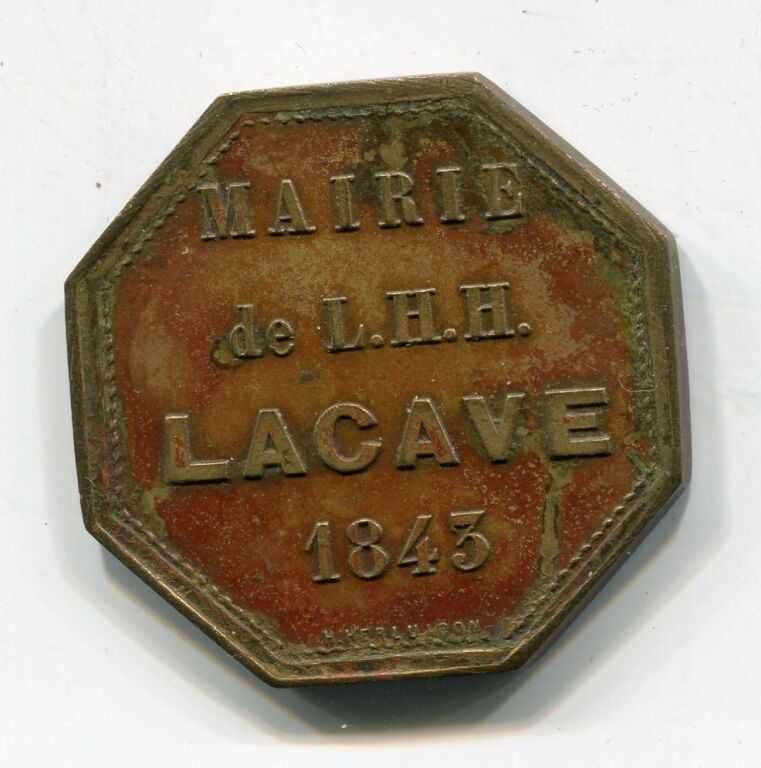 MAIRIE
de L.H.H.
LACAVE
1843